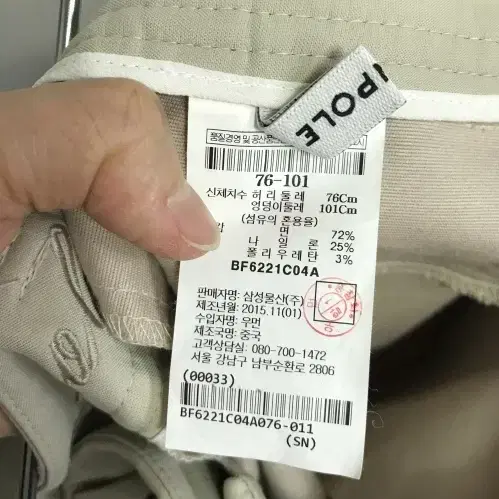 POLE
품질경영 및 공산품
76-101
신체치수 허리둘레 76Cm
엉덩이둘레 101Cm
(섬유의 혼용율)
감 면 72%
나일론 25%
폴리우레탄 3%
BF6221C04A
판매자명: 삼성물산(주)
제조년월: 2015.11(01)
수입자명: 우먼
제조국명: 중국
고객상담실: 080-700-1472
서울 강남구 남부순환로 2806
(00033)
BF6221C04A076-011
(SN)